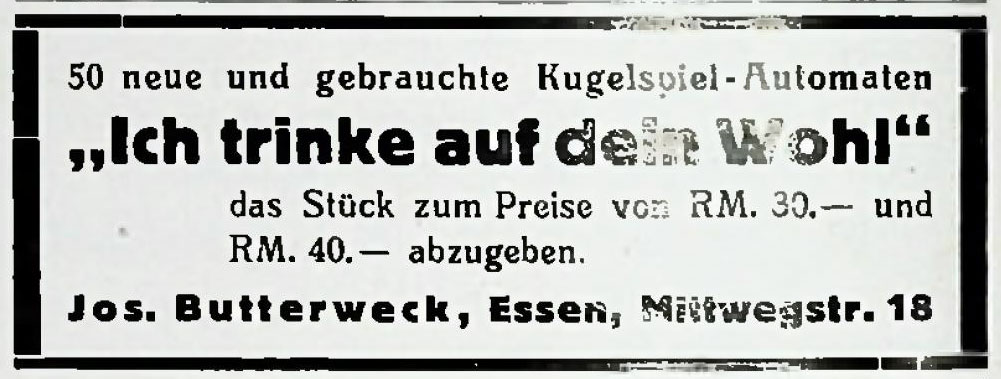 50 neue und gebrauchte Kugelspiel-Automaten
„Ich trinke auf dein Wohl“
das Stück zum Preise von RM. 30.— und
RM. 40.— abzugeben.
Jos. Butterweck, Essen, Mittwegstr. 18